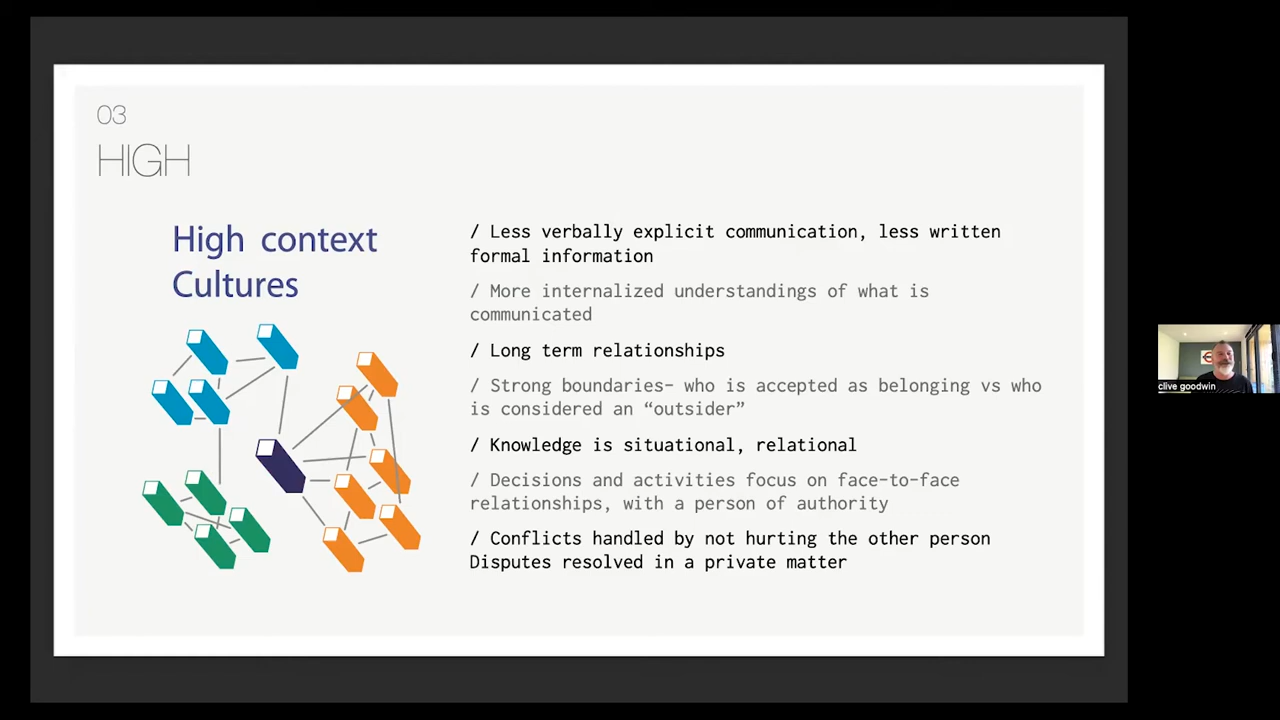 03
HIGH
High context
Cultures
/ Less verbally explicit communication, less written
formal information
/ More internalized understandings of what is
communicated
/ Long term relationships
/ Strong boundaries– who is accepted as belonging vs who
is considered an “outsider”
/ Knowledge is situational, relational
/ Decisions and activities focus on face-to-face
relationships, with a person of authority
/ Conflicts handled by not hurting the other person
Disputes resolved in a private matter
clive goodwin